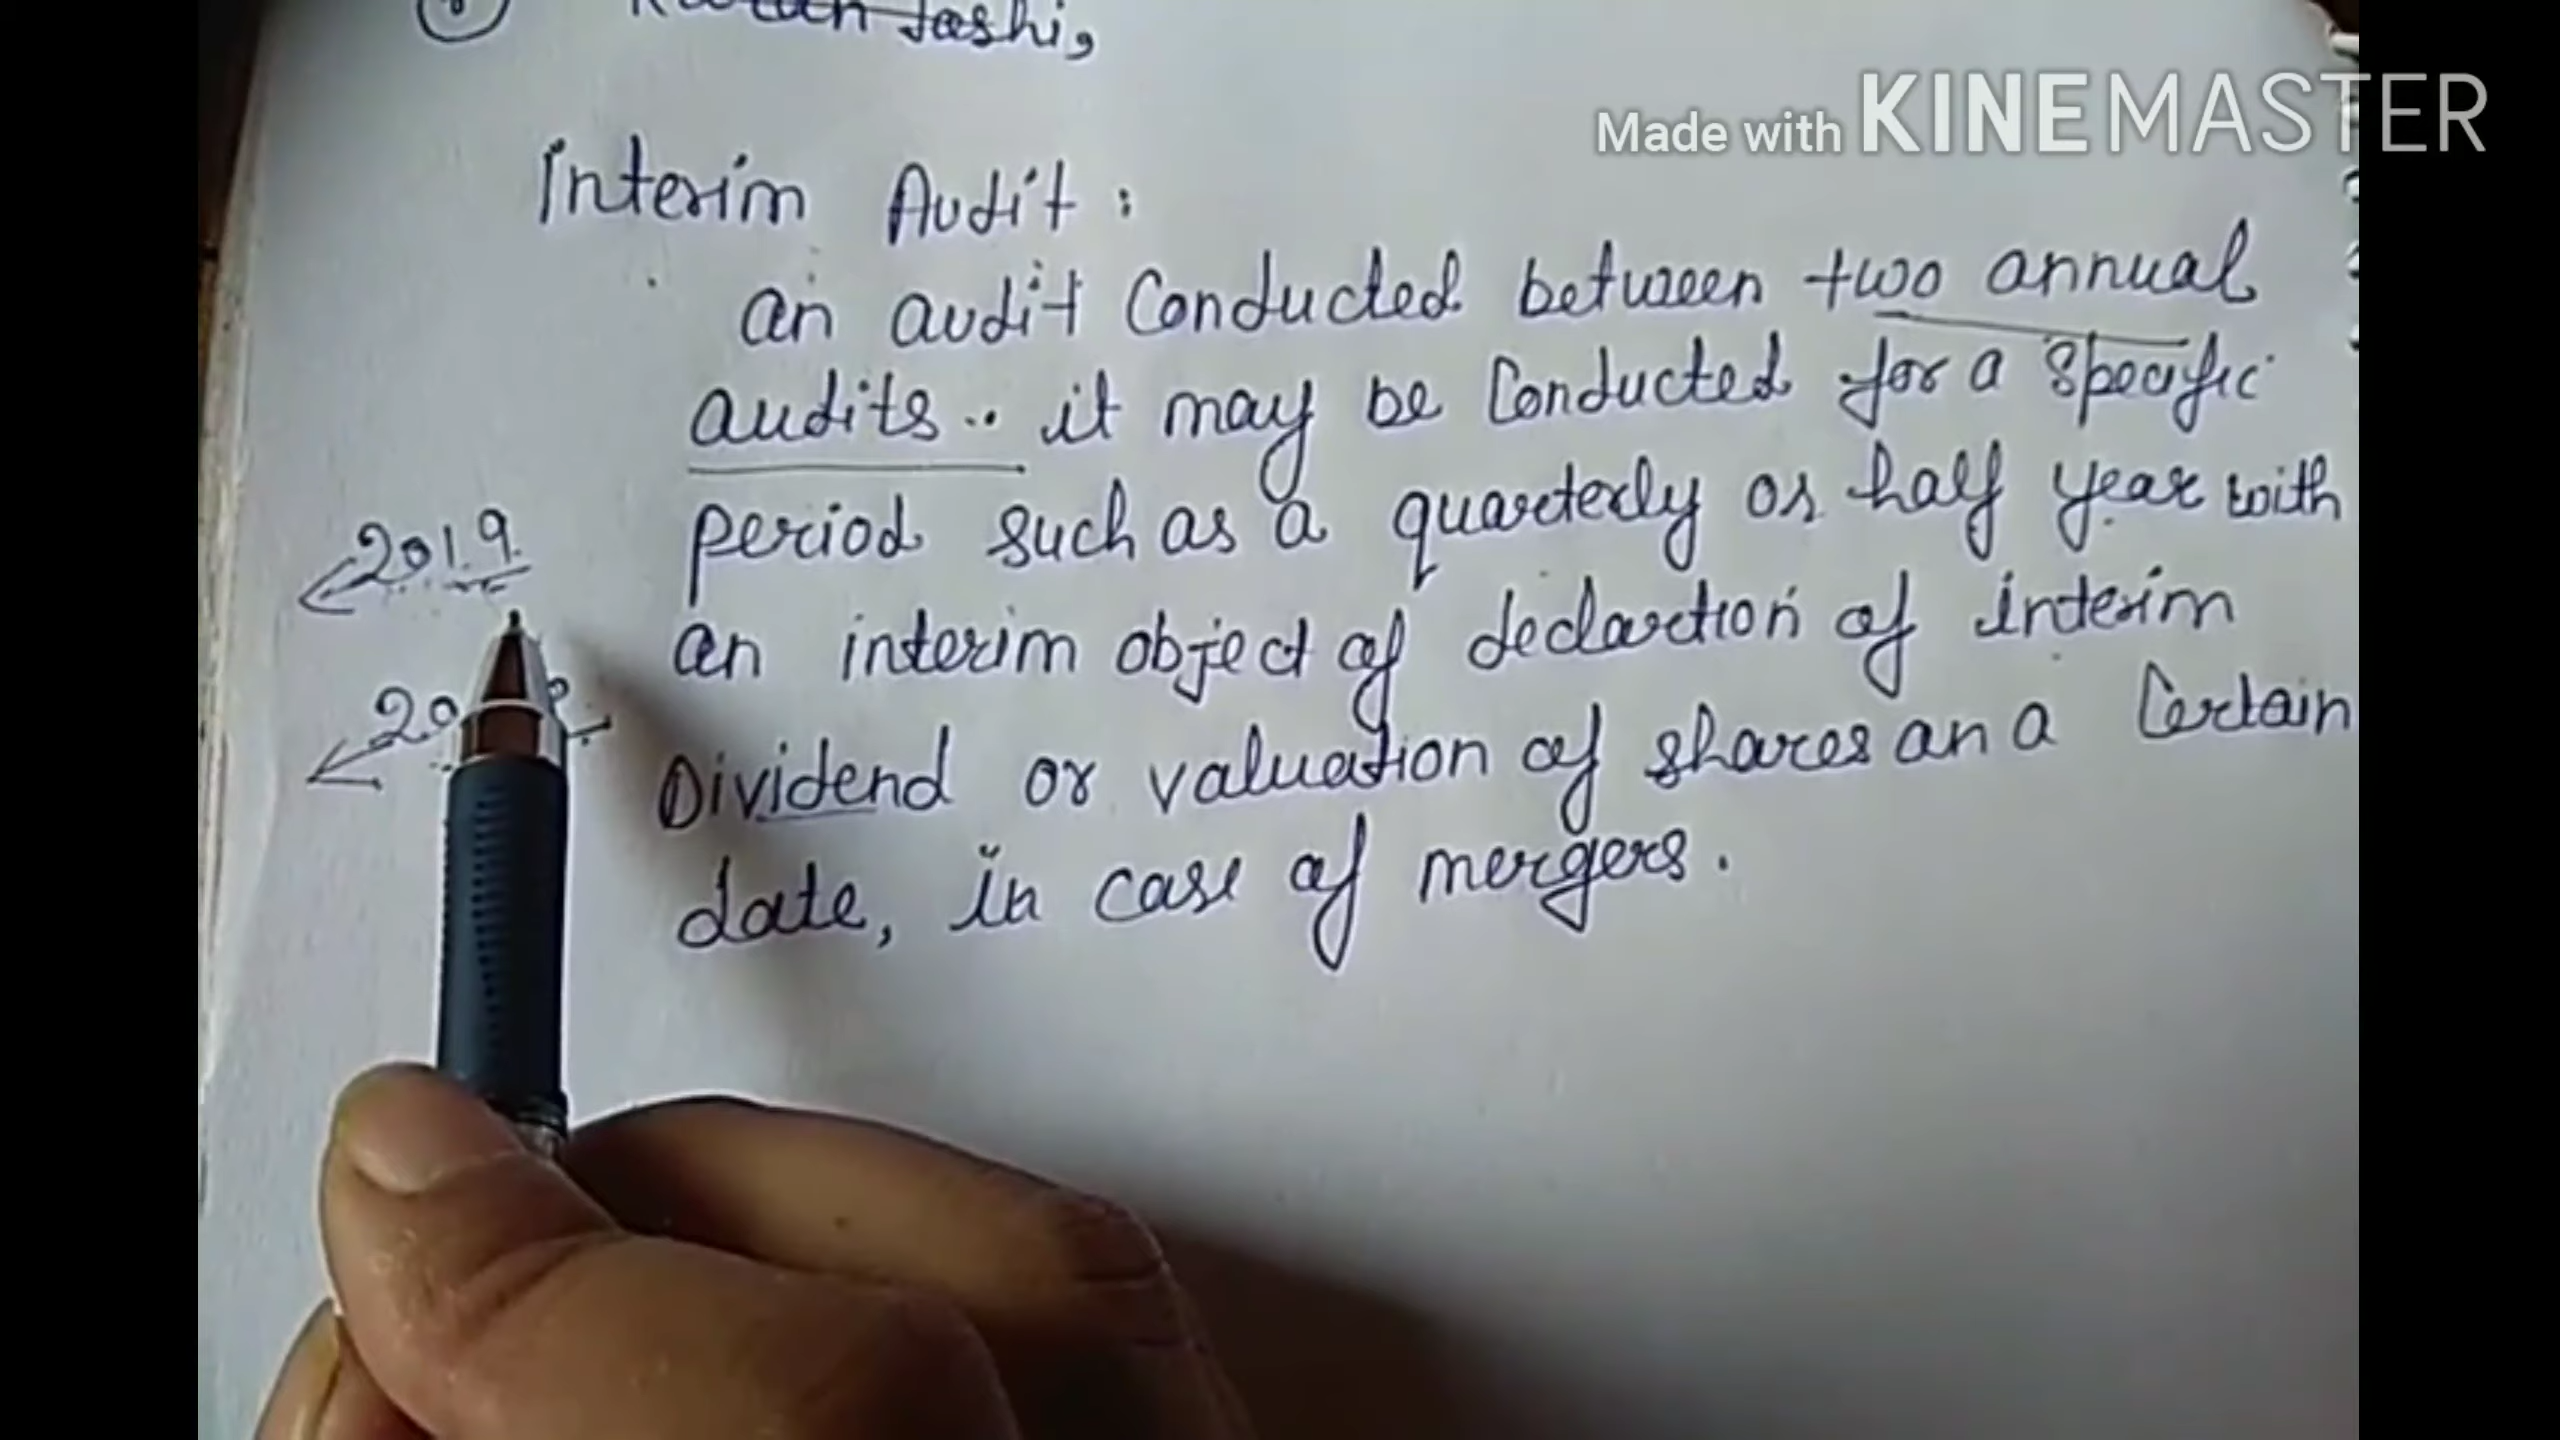 Joshi,
Made with KINEMASTER
Interim Audit :
an audit Conducted between two annual
audits.. it may be Conducted for a specific
period such as a quarterly or half year with
2019
an interim object of declartion of interim
Dividend or valuation of shares an a Certain
date, in case of mergers.